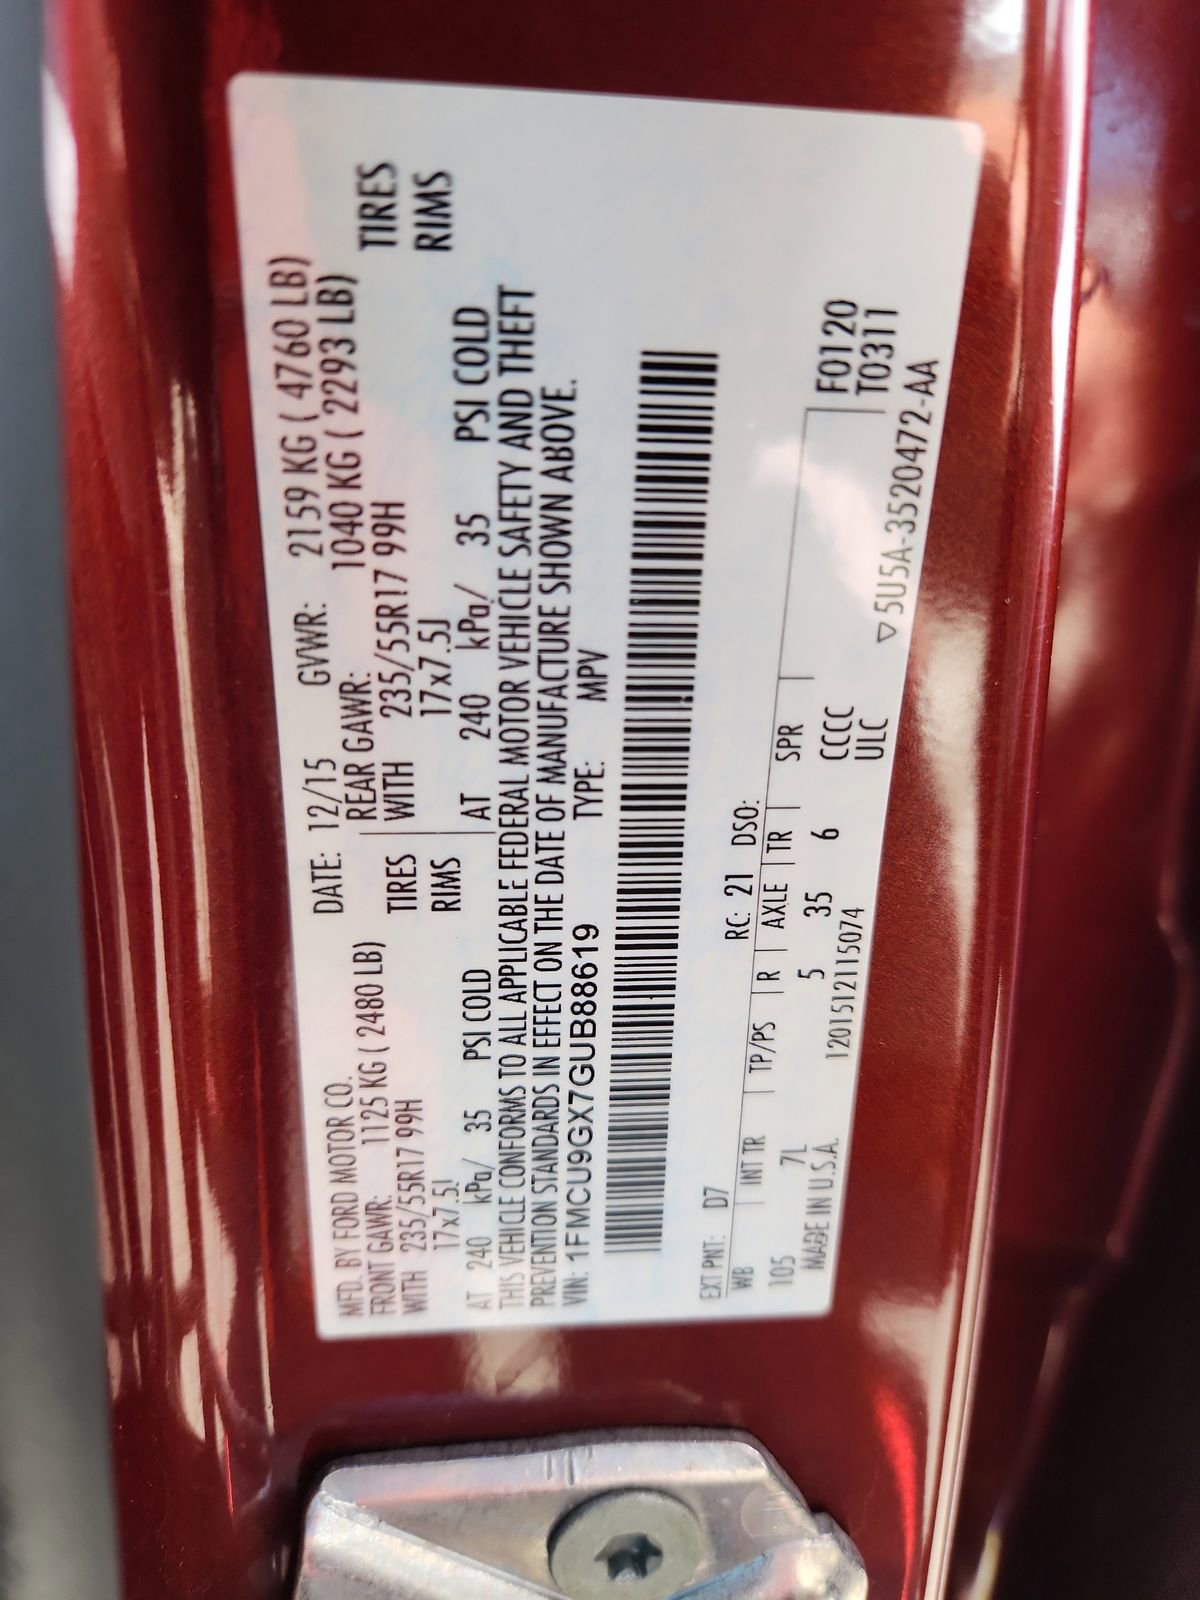 MFD. BY FORD MOTOR CO. DATE: 12/15 GVWR: 2159 KG ( 4760 LB)
FRONT GAWR: 1125 KG ( 2480 LB) REAR GAWR: 1040 KG ( 2293 LB)
WITH 235/55R17 99H TIRES WITH 235/55R17 99H TIRES
17x7.5J RIMS 17x7.5J RIMS
AT 240 kPa/ 35 PSI COLD AT 240 kPa/ 35 PSI COLD
THIS VEHICLE CONFORMS TO ALL APPLICABLE FEDERAL MOTOR VEHICLE SAFETY AND THEFT
PREVENTION STANDARDS IN EFFECT ON THE DATE OF MANUFACTURE SHOWN ABOVE.
VIN: 1FMCU9GX7GUB88619 TYPE: MPV
EXT PNT: D7 RC: 21 DSO:
WB INT TR TP/PS R AXLE TR SPR F0120
105 7L 5 35 6 CCCC T0311
MADE IN U.S.A. 1201512115074 ULC
▽ 5U5A-3520472-AA